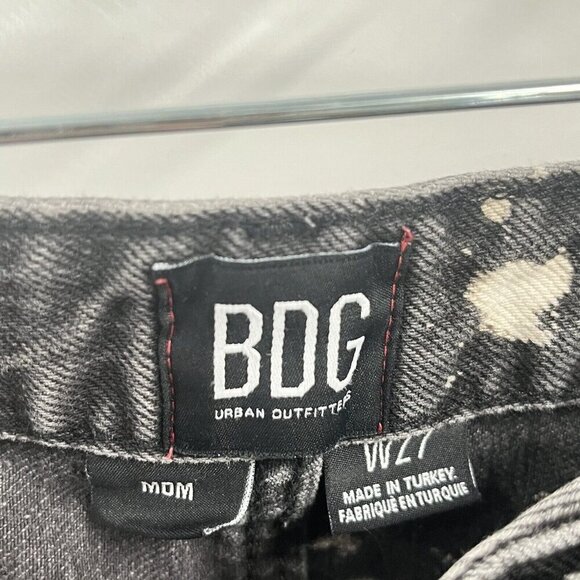 BDG
URBAN OUTFITTERS
MOM
W27
MADE IN TURKEY.
FABRIQUE EN TURQUIE